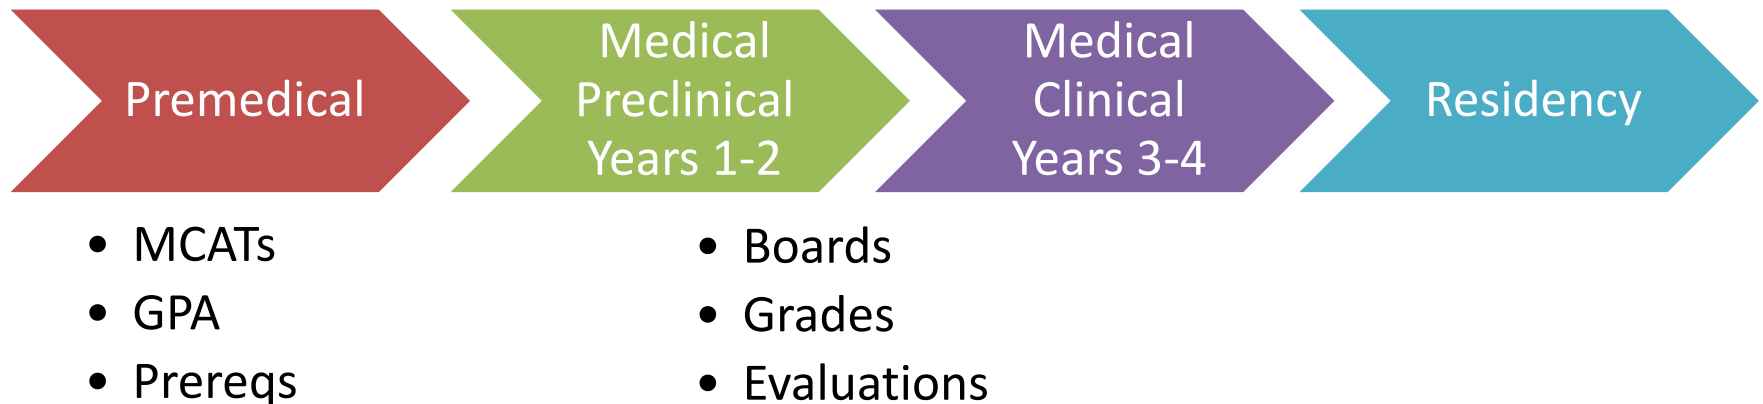 Premedical
Medical
Preclinical
Years 1-2
Medical
Clinical
Years 3-4
Residency
• MCATs
• GPA
• Prereqs
• Boards
• Grades
• Evaluations